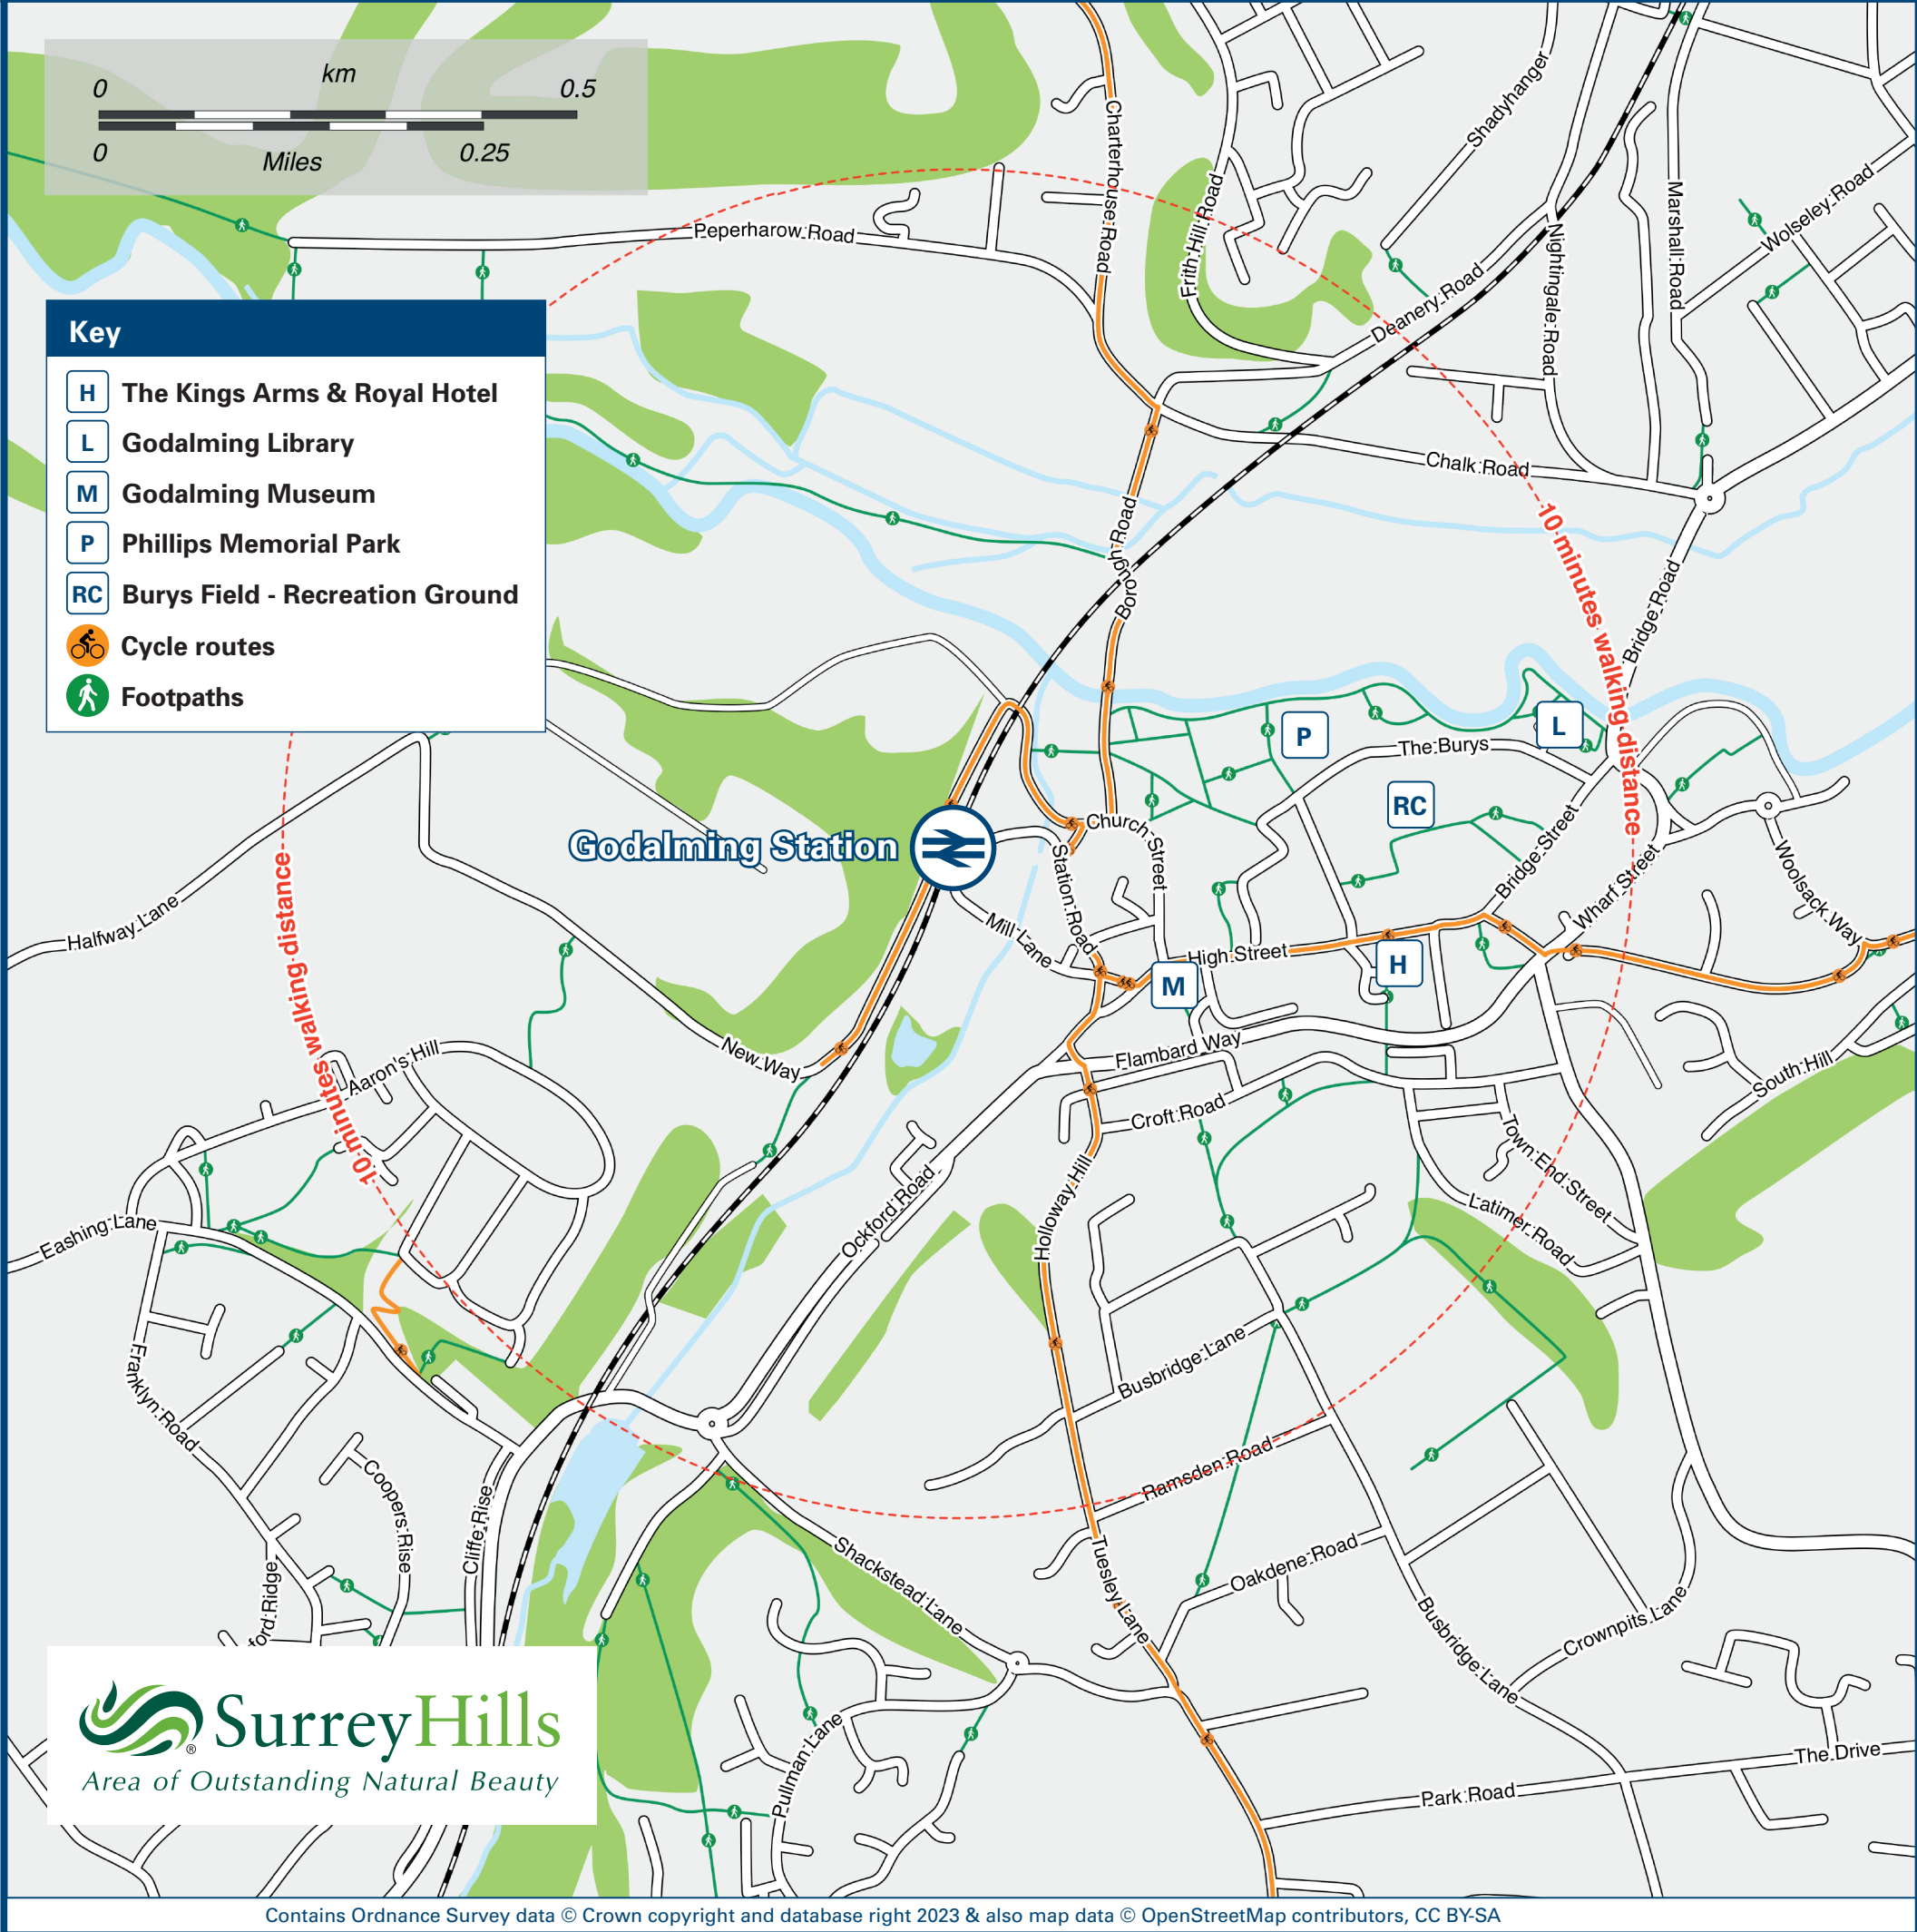 km
0
0.5
0
Miles
0.25
Key
H The Kings Arms & Royal Hotel
L Godalming Library
M Godalming Museum
P Phillips Memorial Park
RC Burys Field - Recreation Ground
Cycle routes
Footpaths
Charterhouse Road
Shadyhanger
Peperharow Road
Frith Hill Road
Marshall Road
Wolseley Road
Nightingale Road
Deanery Road
Chalk Road
Borough Road
10 minutes walking distance
Bridge Road
P
L
The Burys
RC
Godalming Station
Church Street
Bridge Street
Wharf Street
Woolsack Way
Station Road
Mill Lane
High Street
H
M
Halfway Lane
10 minutes walking distance
New Way
Aaron's Hill
Flambard Way
Croft Road
South Hill
Town End Street
Latimer Road
Eashing Lane
Ockford Road
Holloway Hill
Franklyn Road
Busbridge Lane
Ramsden Road
Coopers Rise
Cliffe Rise
Shackstead Lane
Tuesley Lane
Oakdene Road
Busbridge Lane
Crownpits Lane
ford Ridge
Pullman Lane
The Drive
Park Road
SurreyHills
®
Area of Outstanding Natural Beauty
Contains Ordnance Survey data © Crown copyright and database right 2023 & also map data © OpenStreetMap contributors, CC BY-SA